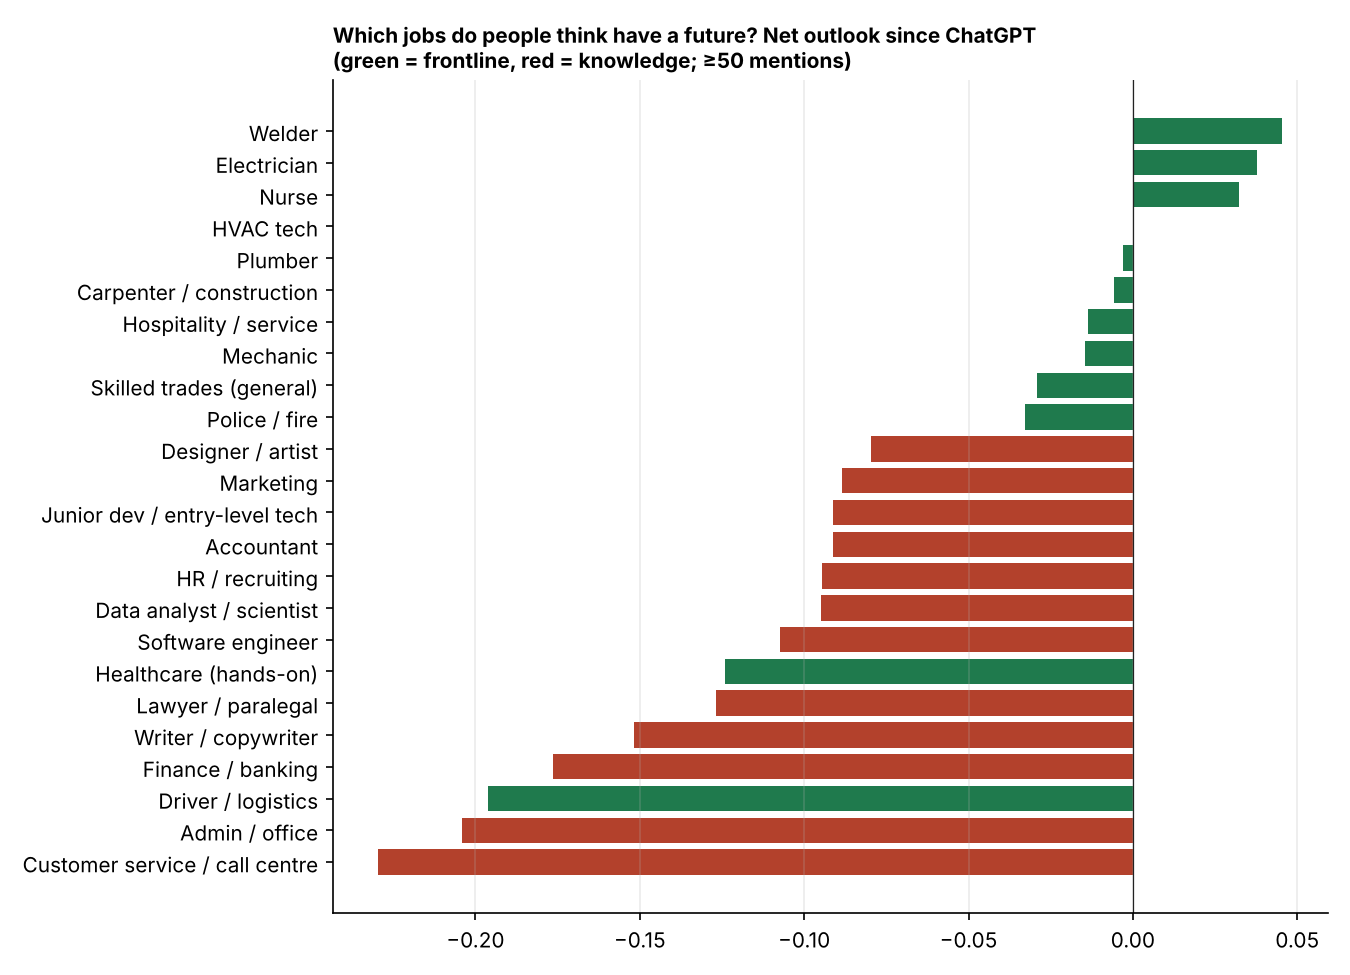 Which jobs do people think have a future? Net outlook since ChatGPT
(green = frontline, red = knowledge; ≥50 mentions)
Welder
Electrician
Nurse
HVAC tech
Plumber
Carpenter / construction
Hospitality / service
Mechanic
Skilled trades (general)
Police / fire
Designer / artist
Marketing
Junior dev / entry-level tech
Accountant
HR / recruiting
Data analyst / scientist
Software engineer
Healthcare (hands-on)
Lawyer / paralegal
Writer / copywriter
Finance / banking
Driver / logistics
Admin / office
Customer service / call centre
−0.20 −0.15 −0.10 −0.05 0.00 0.05